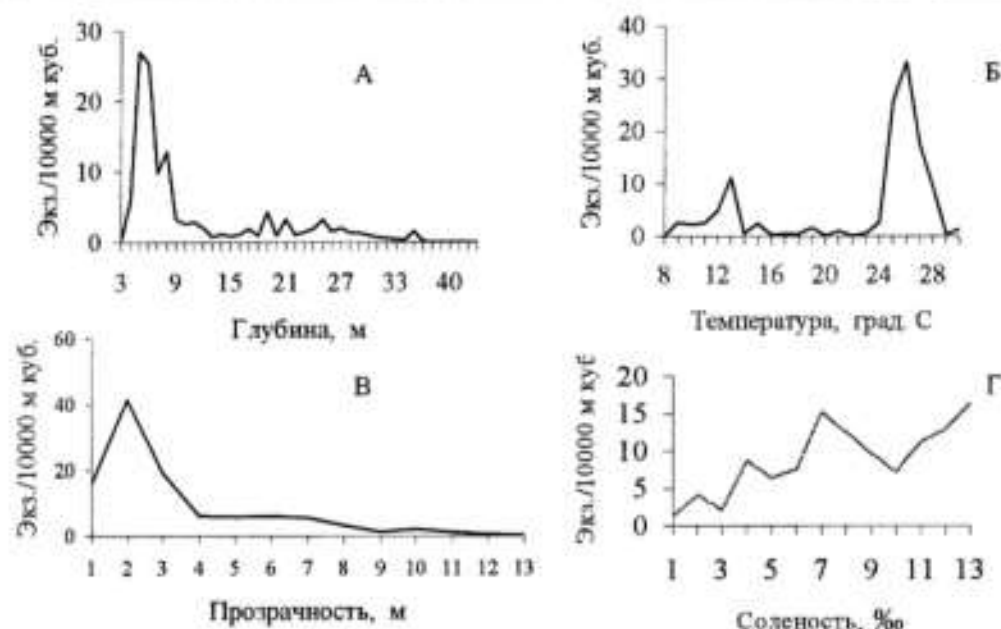 Экз./10000 м куб.
30
20
10
0
А
3 9 15 21 27 33 40
Глубина, м
Экз./10000 м куб.
40
30
20
10
0
Б
8 12 16 20 24 28
Температура, град. С
Экз./10000 м куб.
60
40
20
0
В
1 2 3 4 5 6 7 8 9 10 11 12 13
Прозрачность, м
Экз./10000 м куб
20
15
10
5
0
Г
1 3 5 7 9 11 13
Соленость, ‰